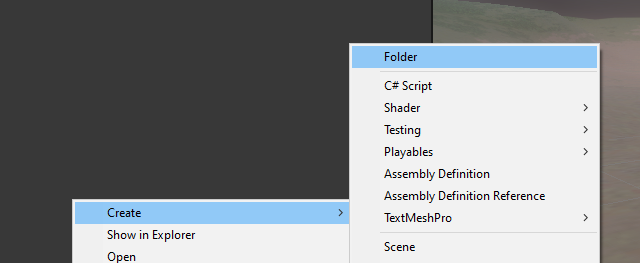 Folder
C# Script
Shader
Testing
Playables
Assembly Definition
Assembly Definition Reference
TextMeshPro
Scene
Create
Show in Explorer
Open